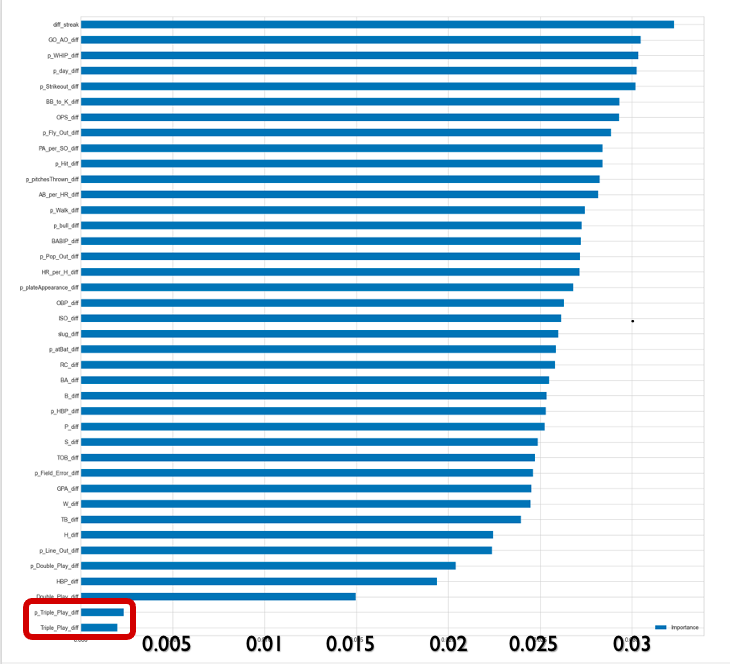 diff_streak
GO_AO_diff
p_WHIP_diff
p_day_diff
p_Strikeout_diff
BB_to_K_diff
OPS_diff
p_Fly_Out_diff
PA_per_SO_diff
p_Hit_diff
p_pitchesThrown_diff
AB_per_HR_diff
p_Walk_diff
p_bull_diff
BABIP_diff
p_Pop_Out_diff
HR_per_H_diff
p_plateAppearance_diff
OBP_diff
ISO_diff
slug_diff
p_atBat_diff
RC_diff
BA_diff
B_diff
p_HBP_diff
P_diff
S_diff
TOB_diff
p_Field_Error_diff
GPA_diff
W_diff
TB_diff
H_diff
p_Line_Out_diff
p_Double_Play_diff
HBP_diff
Double_Play_diff
p_Triple_Play_diff
Triple_Play_diff
Importance
0.005 0.01 0.015 0.02 0.025 0.03